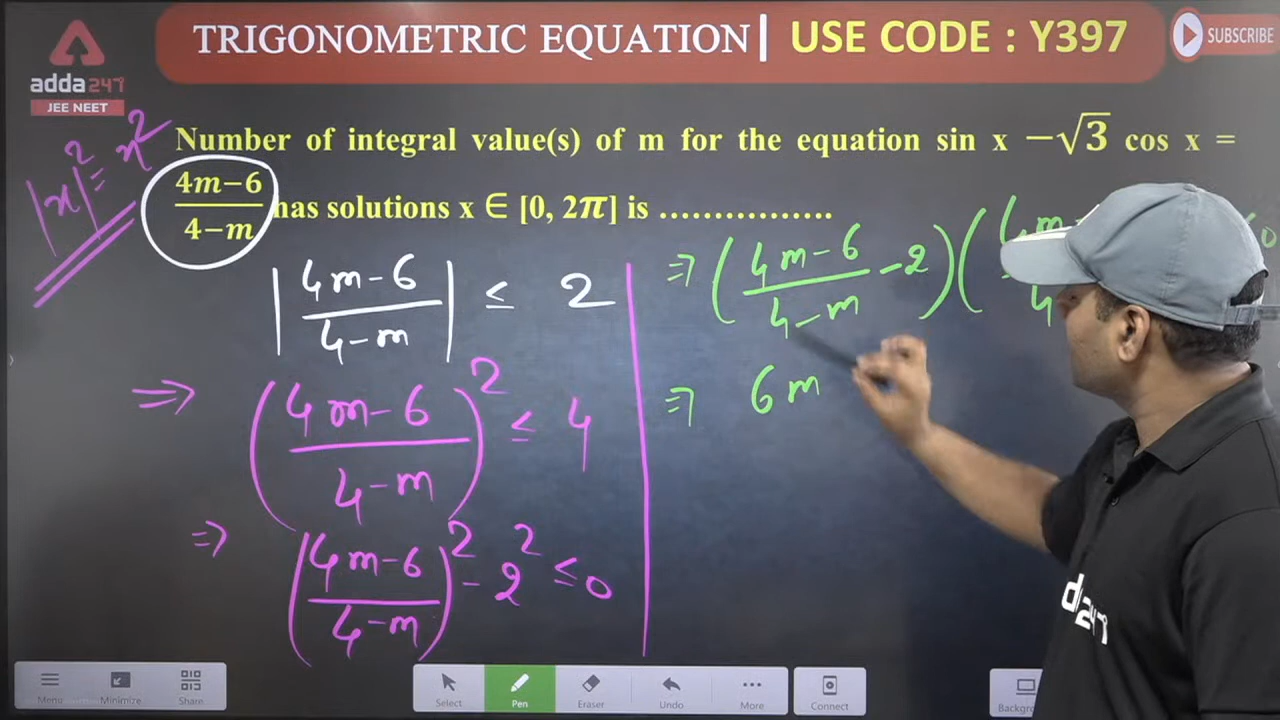 TRIGONOMETRIC EQUATION | USE CODE : Y397
SUBSCRIBE
adda247
JEE NEET
|x|² = x²
Number of integral value(s) of m for the equation sin x −√3 cos x =
(4m−6)/(4−m) has solutions x ∈ [0, 2π] is ................
|(4m-6)/(4-m)| ≤ 2
⇒ ((4m-6)/(4-m))² ≤ 4
⇒ ((4m-6)/(4-m))² - 2² ≤ 0
⇒ ((4m-6)/(4-m) - 2)(
⇒ 6m
Menu
Minimize
Share
Select
Pen
Eraser
Undo
More
Connect